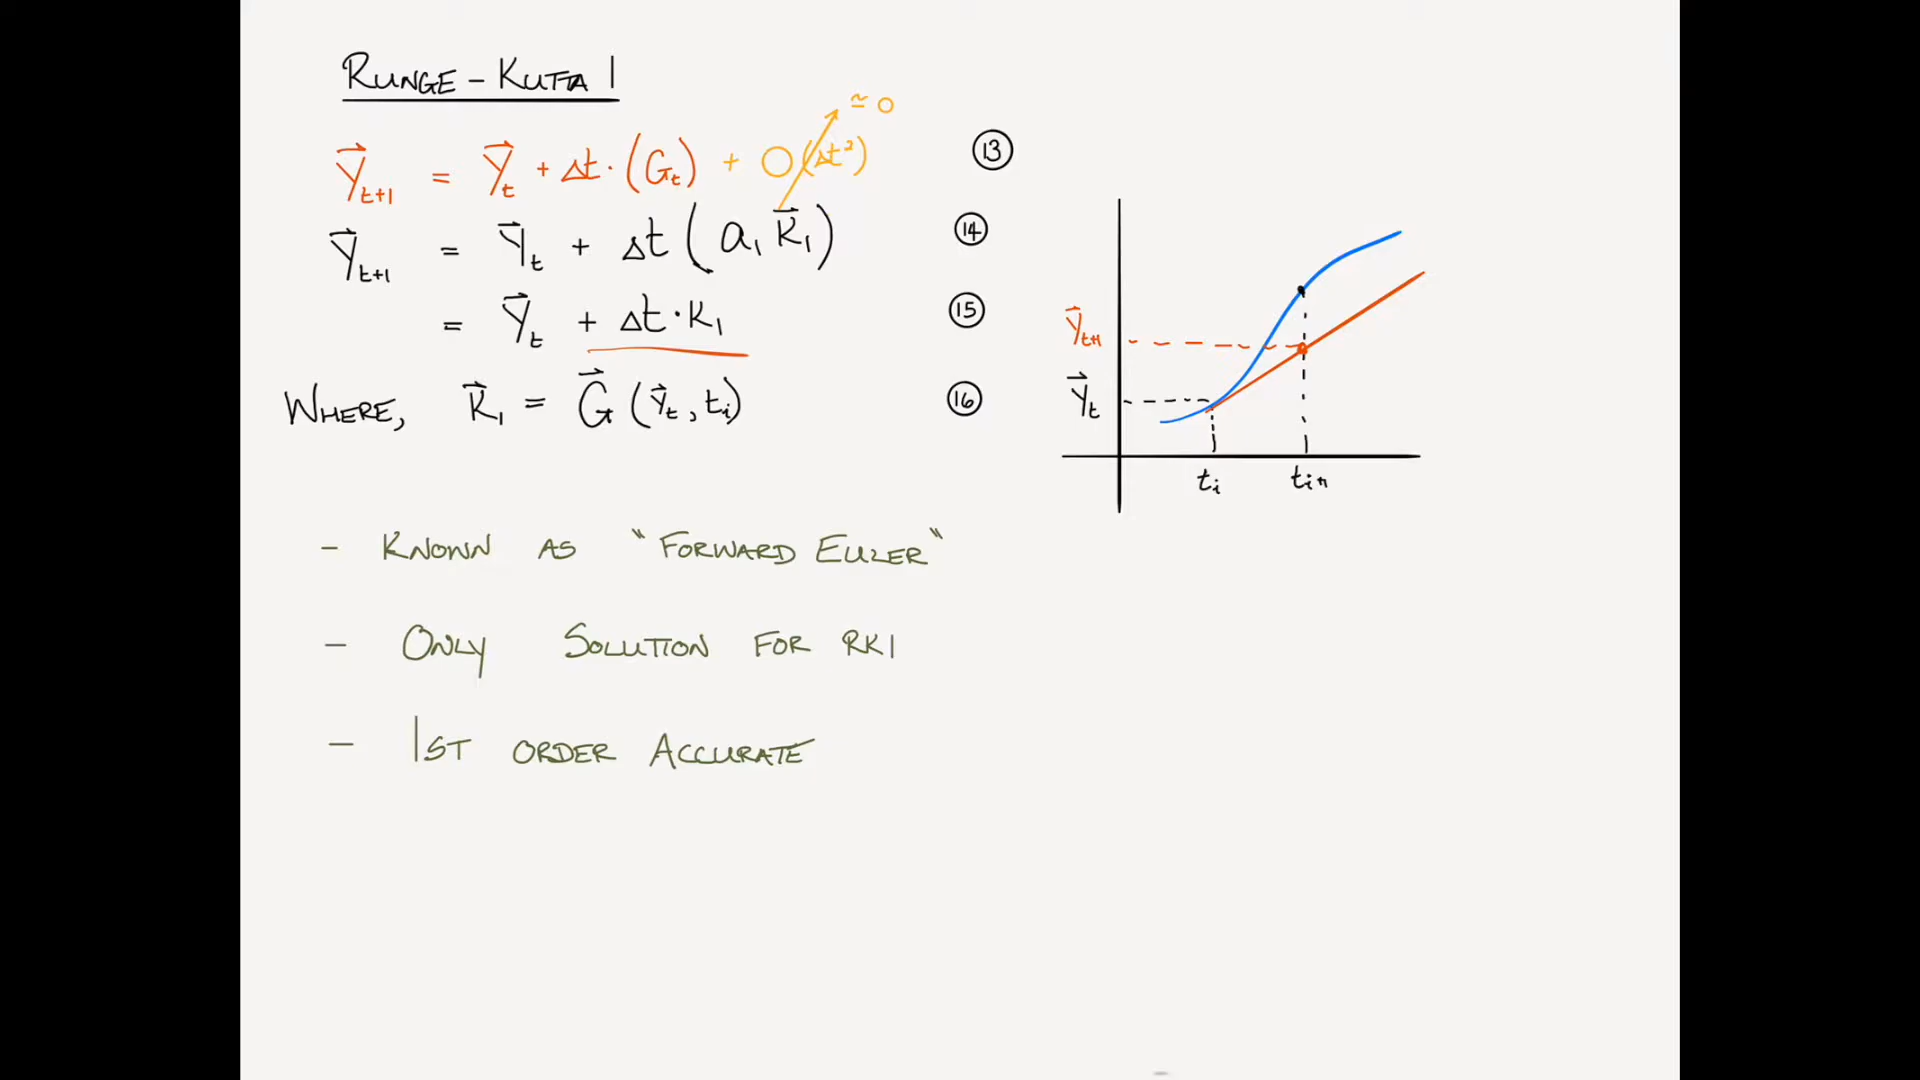 RUNGE-KUTTA 1
≃ 0
Y⃗ₜ₊₁ = Y⃗ₜ + Δt·(Gₜ) + O(Δt²) ⑬
Y⃗ₜ₊₁ = Y⃗ₜ + Δt(a₁K⃗₁) ⑭
= Y⃗ₜ + Δt·K₁ ⑮
WHERE, K⃗₁ = G⃗(Y⃗ₜ, tᵢ) ⑯
Y⃗ₜ₊₁
Y⃗ₜ
tᵢ tᵢ₊₁
- KNOWN AS "FORWARD EULER"
- ONLY SOLUTION FOR RK1
- 1ST ORDER ACCURATE